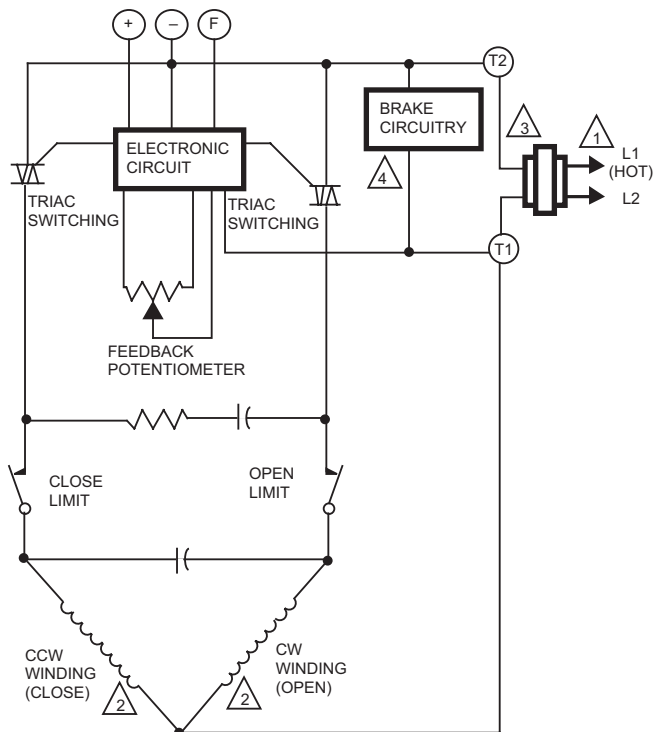 + – F
T2
BRAKE
CIRCUITRY
3
1
L1
(HOT)
L2
ELECTRONIC
CIRCUIT
4
TRIAC
SWITCHING
TRIAC
SWITCHING
T1
FEEDBACK
POTENTIOMETER
CLOSE
LIMIT
OPEN
LIMIT
CCW
WINDING
(CLOSE)
2
CW
WINDING
(OPEN)
2